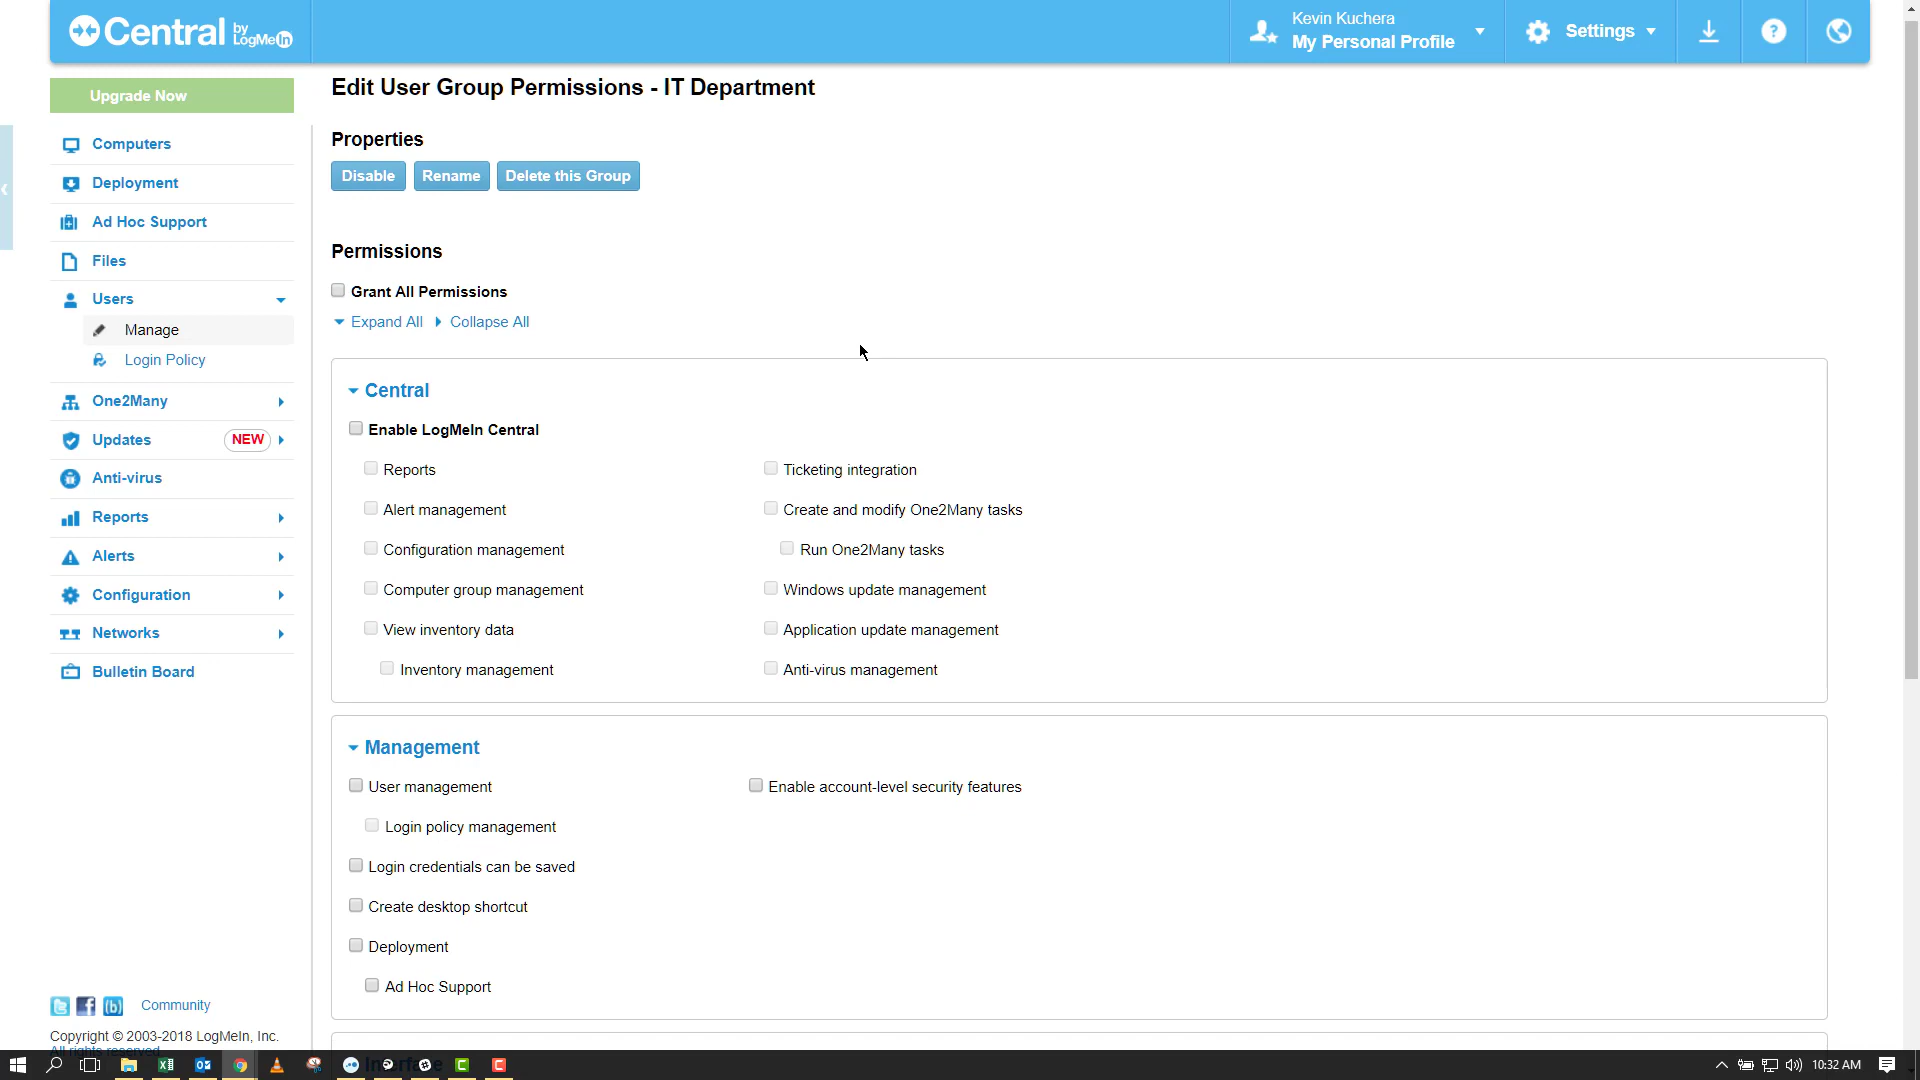 Central by LogMeIn
Kevin Kuchera
My Personal Profile
Settings
Upgrade Now
Computers
Deployment
Ad Hoc Support
Files
Users
Manage
Login Policy
One2Many
Updates NEW
Anti-virus
Reports
Alerts
Configuration
Networks
Bulletin Board
Community
Copyright © 2003-2018 LogMeIn, Inc.
All rights reserved
Edit User Group Permissions - IT Department
Properties
Disable Rename Delete this Group
Permissions
Grant All Permissions
Expand All Collapse All
Central
Enable LogMeIn Central
Reports Ticketing integration
Alert management Create and modify One2Many tasks
Configuration management Run One2Many tasks
Computer group management Windows update management
View inventory data Application update management
Inventory management Anti-virus management
Management
User management Enable account-level security features
Login policy management
Login credentials can be saved
Create desktop shortcut
Deployment
Ad Hoc Support
Interface
10:32 AM